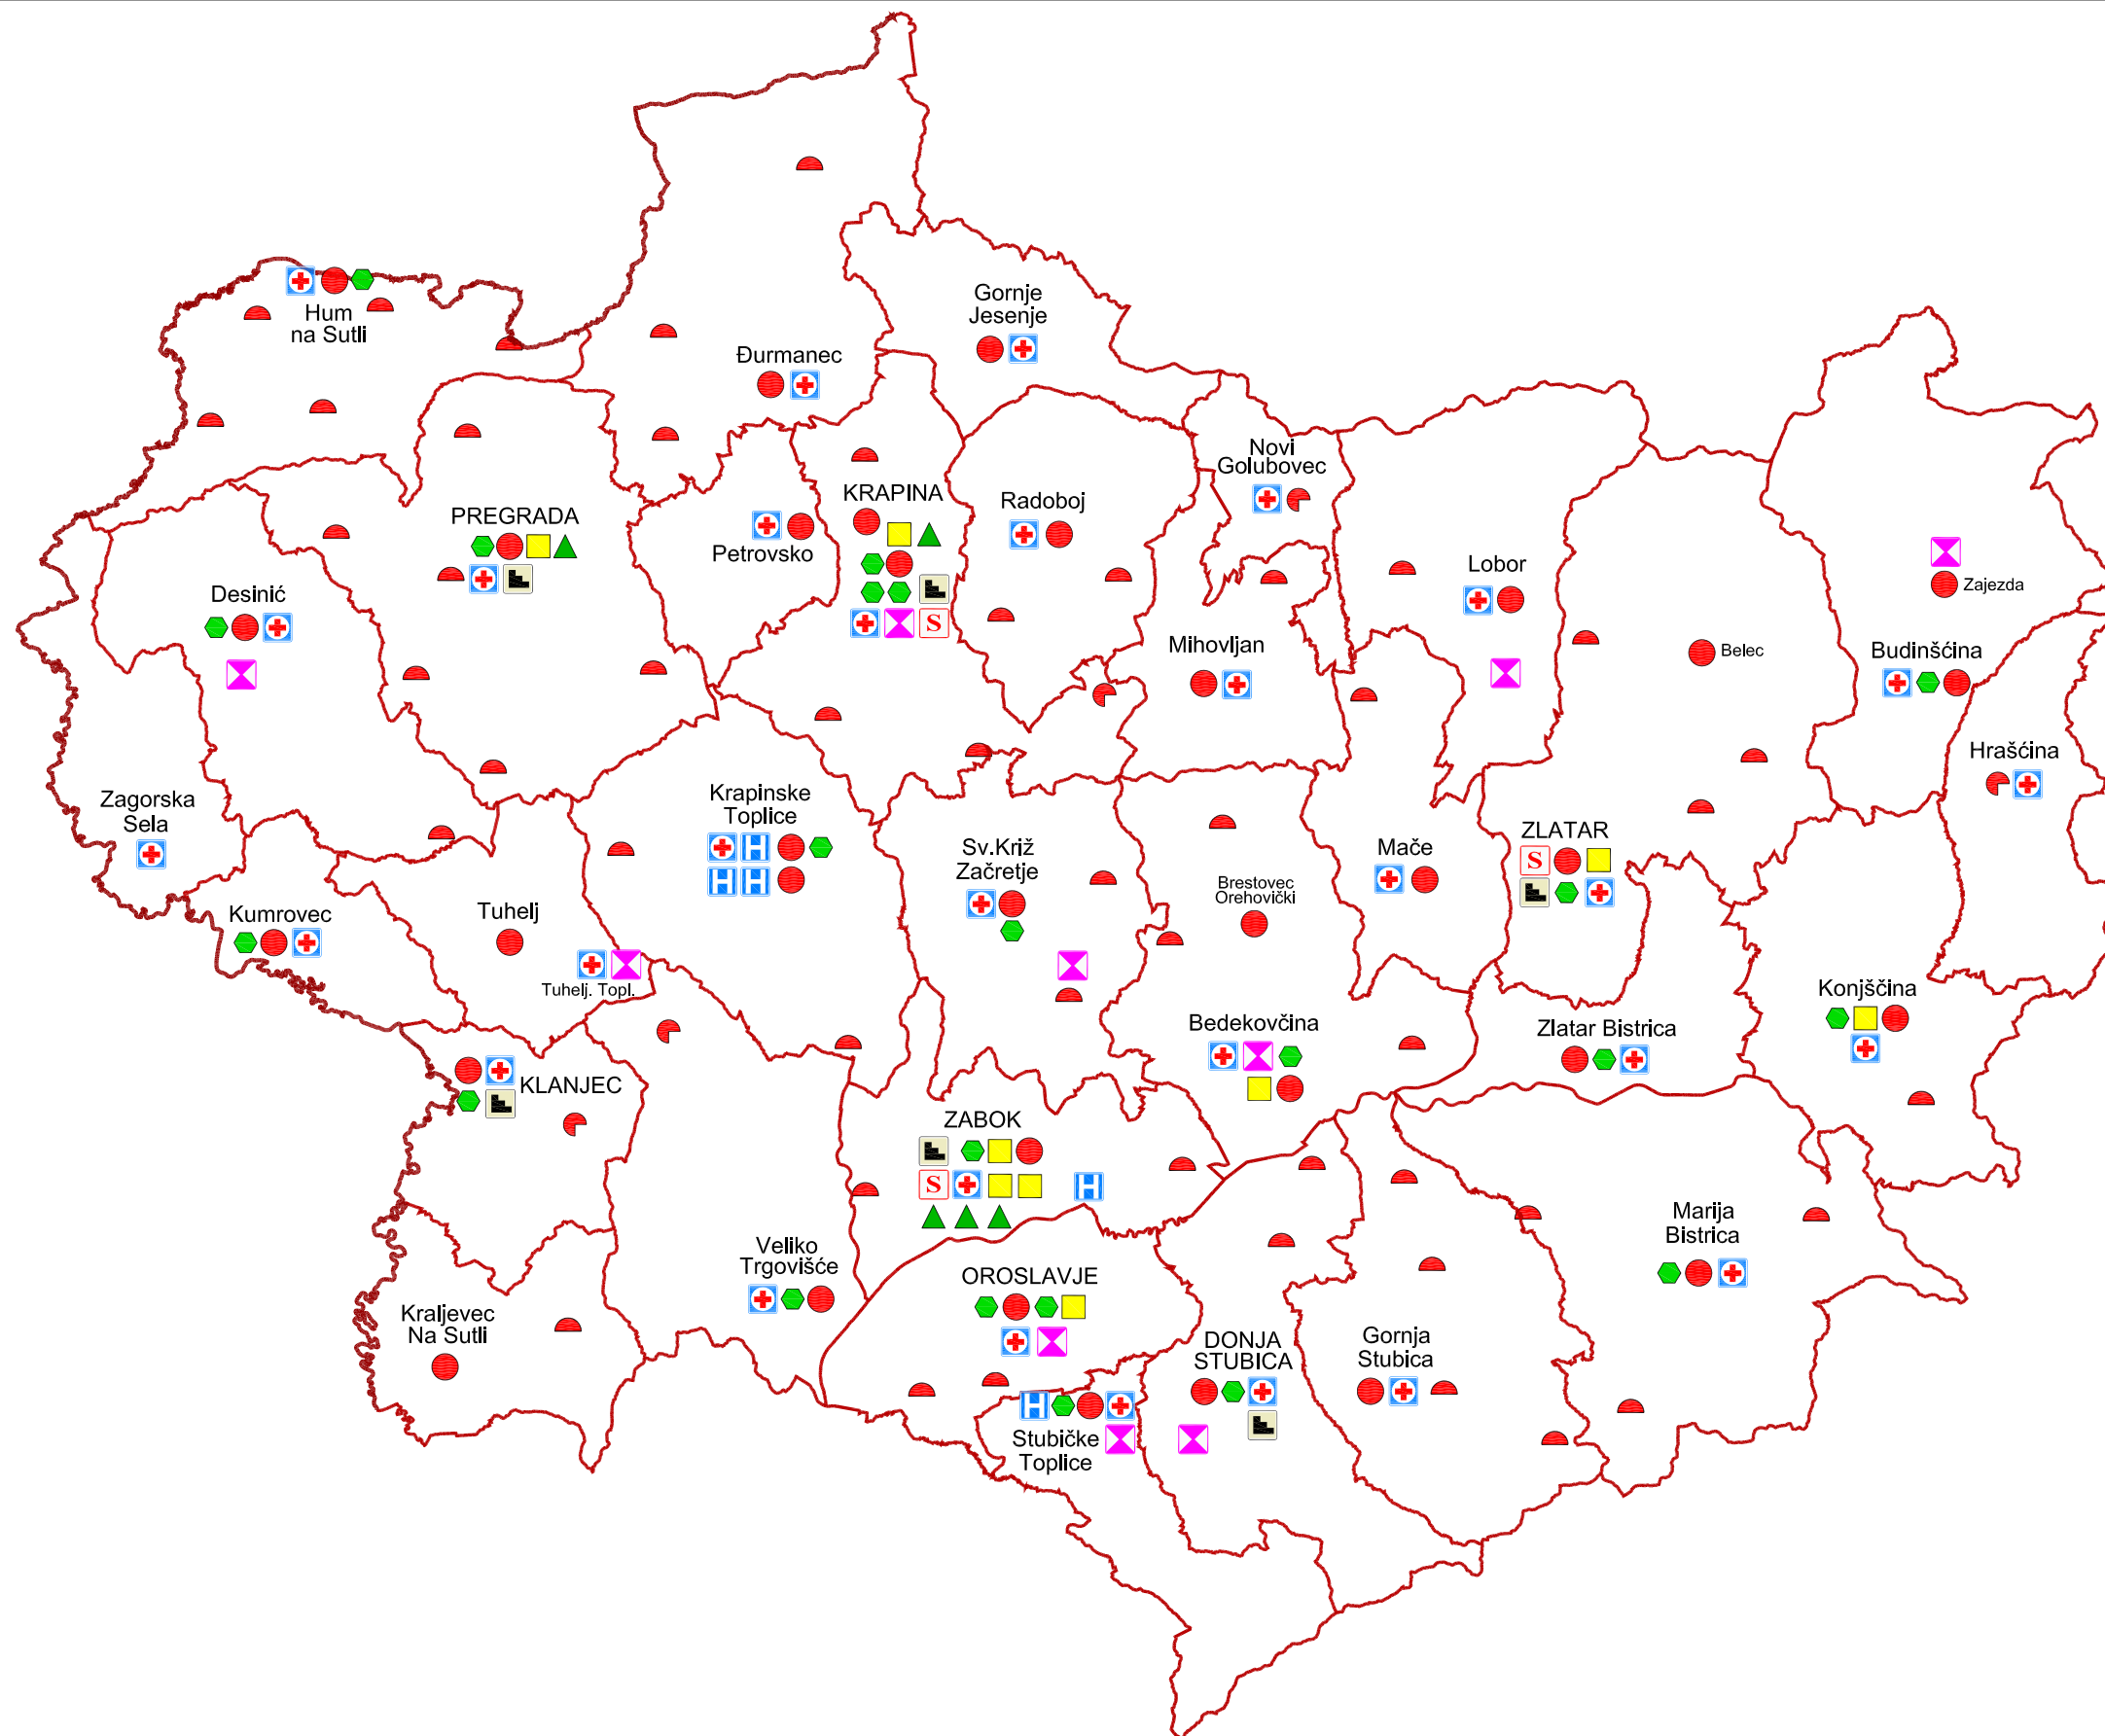 Hum
na Sutli
Gornje
Jesenje
Đurmanec
Novi
Golubovec
KRAPINA
Radoboj
PREGRADA
Petrovsko
Lobor
Desinić
Zajezda
Mihovljan
Belec
Budinšćina
Hrašćina
Zagorska
Sela
Krapinske
Toplice
Sv.Križ
Začretje
Mače
ZLATAR
Brestovec
Orehovički
Kumrovec
Tuhelj
Tuhelj. Topl.
Konjščina
Bedekovčina
Zlatar Bistrica
KLANJEC
ZABOK
Marija
Bistrica
Veliko
Trgovišće
OROSLAVJE
Kraljevec
Na Sutli
DONJA
STUBICA
Gornja
Stubica
Stubičke
Toplice
S
S
S
H
H
H
H
H